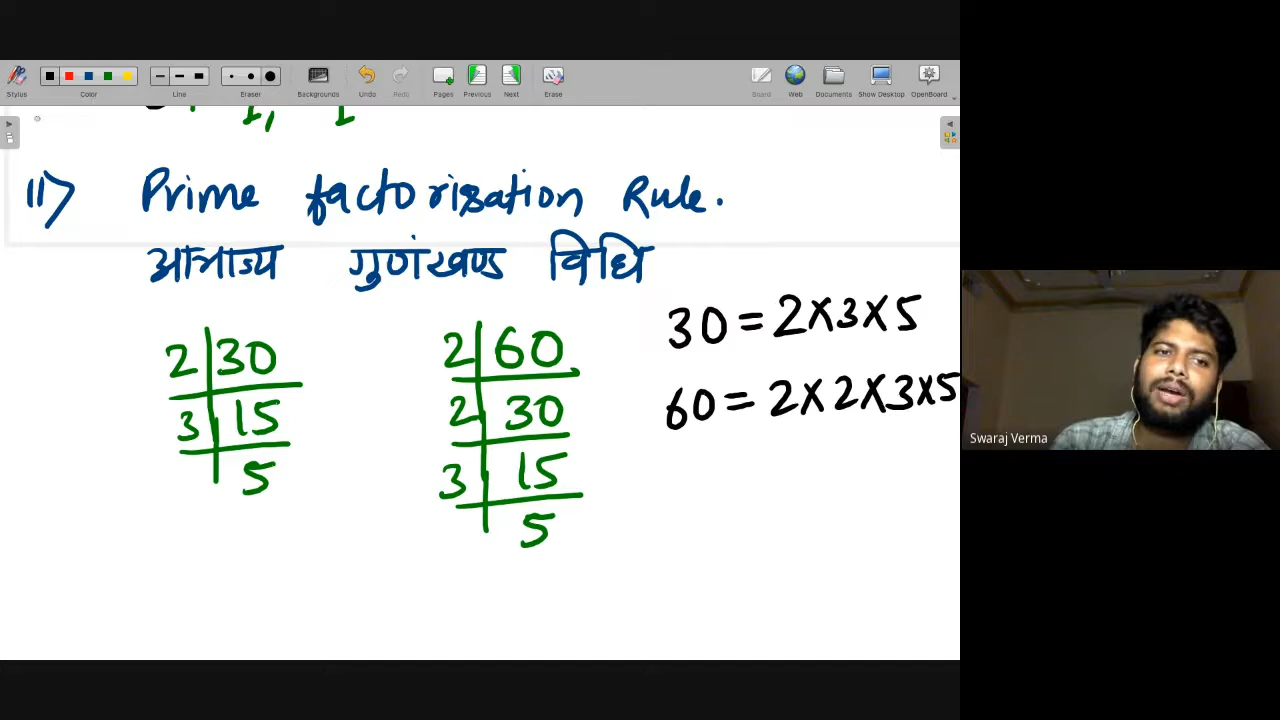 Stylus Color Line Eraser Backgrounds Undo Redo Pages Previous Next Erase Board Web Documents Show Desktop OpenBoard
11) Prime factorisation Rule.
आभाज्य गुणंखण्ड विधि
30 = 2×3×5
60 = 2×2×3×5
2 30
3 15
5
2 60
2 30
3 15
5
Swaraj Verma